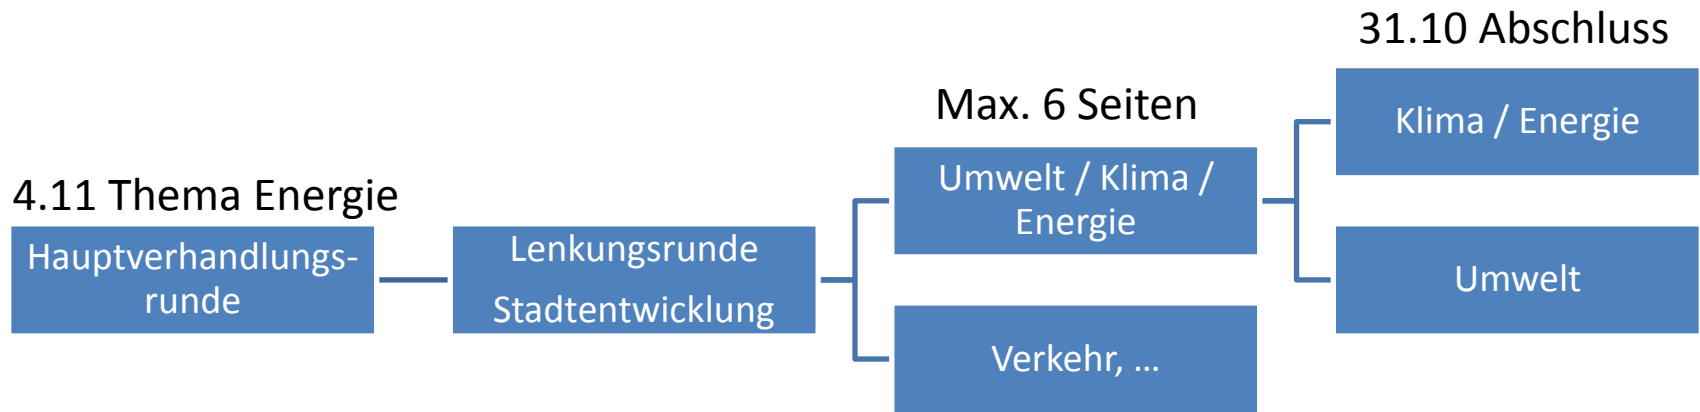 31.10 Abschluss
Klima / Energie
Max. 6 Seiten
Umwelt / Klima /
Energie
4.11 Thema Energie
Hauptverhandlungs-
runde
Lenkungsrunde
Stadtentwicklung
Umwelt
Verkehr, ...